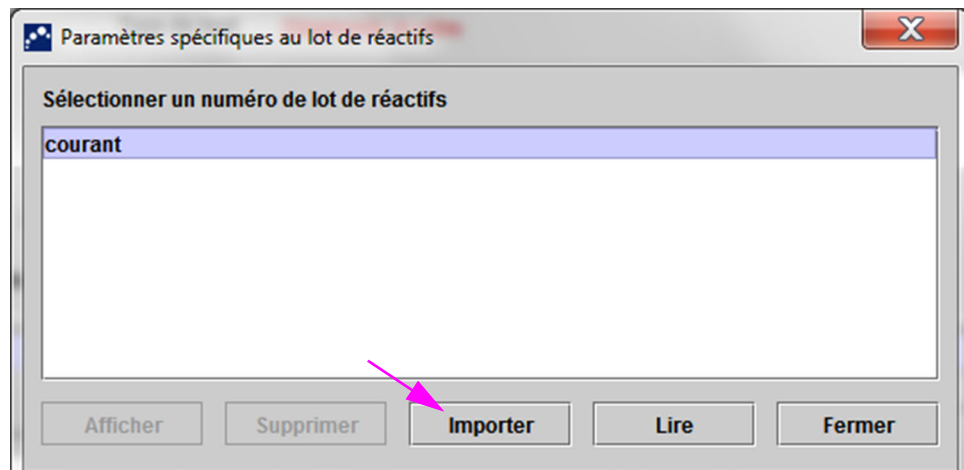 Paramètres spécifiques au lot de réactifs
Sélectionner un numéro de lot de réactifs
courant
Afficher Supprimer Importer Lire Fermer